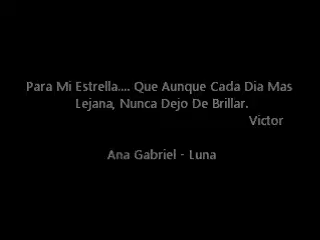 Para Mi Estrella.... Que Aunque Cada Dia Mas
Lejana, Nunca Dejo De Brillar.
Victor
Ana Gabriel - Luna